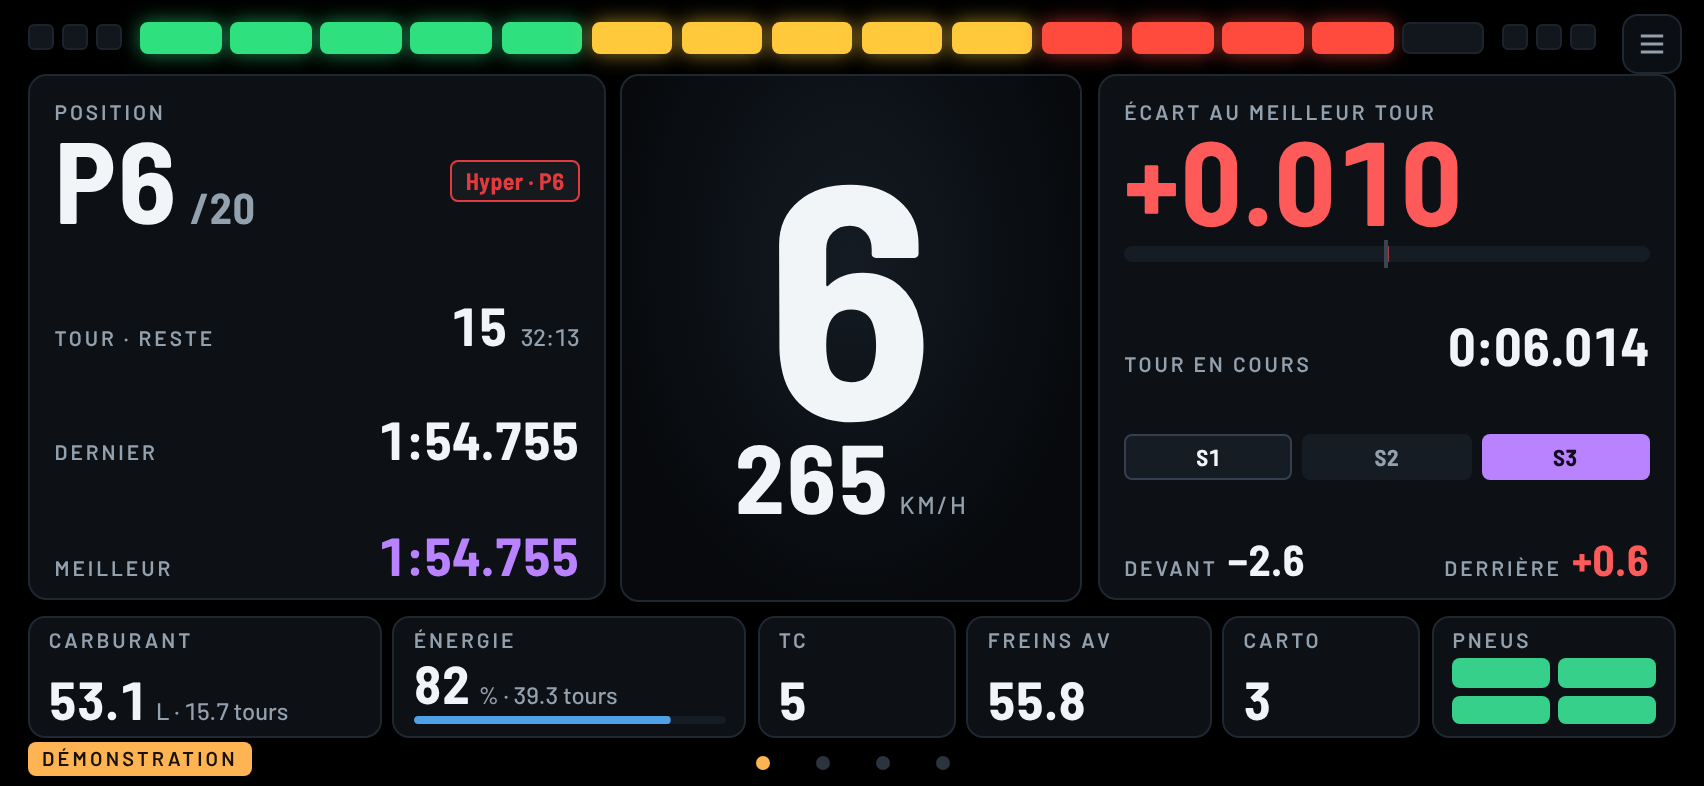 POSITION
P6 /20
Hyper · P6
TOUR · RESTE
15 32:13
DERNIER
1:54.755
MEILLEUR
1:54.755
6
265 KM/H
ÉCART AU MEILLEUR TOUR
+0.010
TOUR EN COURS
0:06.014
S1 S2 S3
DEVANT −2.6
DERRIÈRE +0.6
CARBURANT
53.1 L · 15.7 tours
ÉNERGIE
82 % · 39.3 tours
TC
5
FREINS AV
55.8
CARTO
3
PNEUS
DÉMONSTRATION